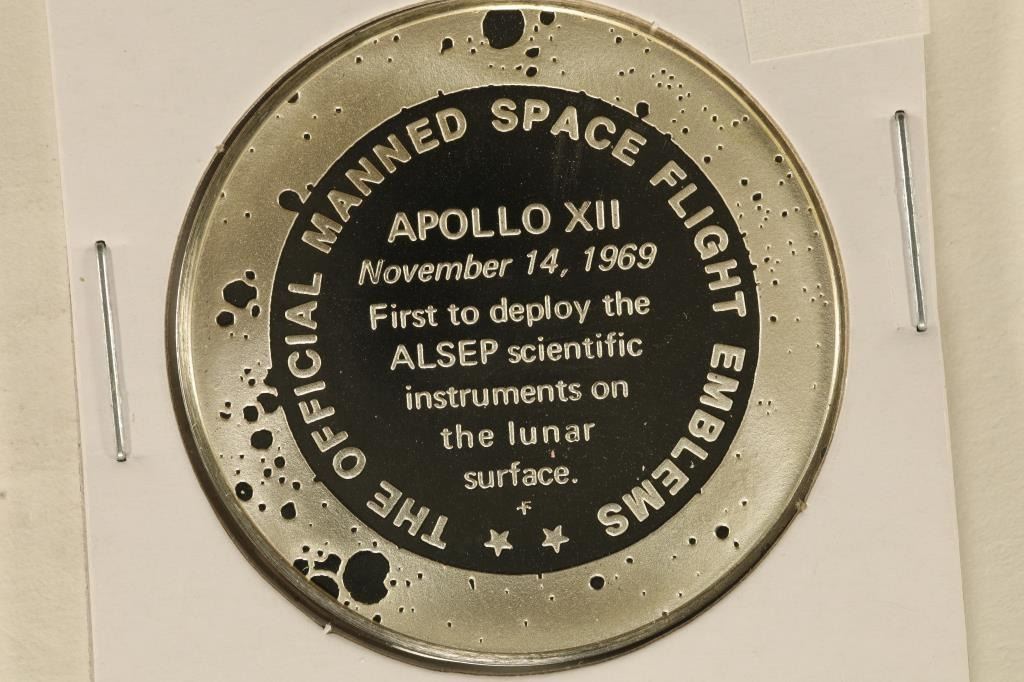 THE OFFICIAL MANNED SPACE FLIGHT EMBLEMS
APOLLO XII
November 14, 1969
First to deploy the
ALSEP scientific
instruments on
the lunar
surface.
F